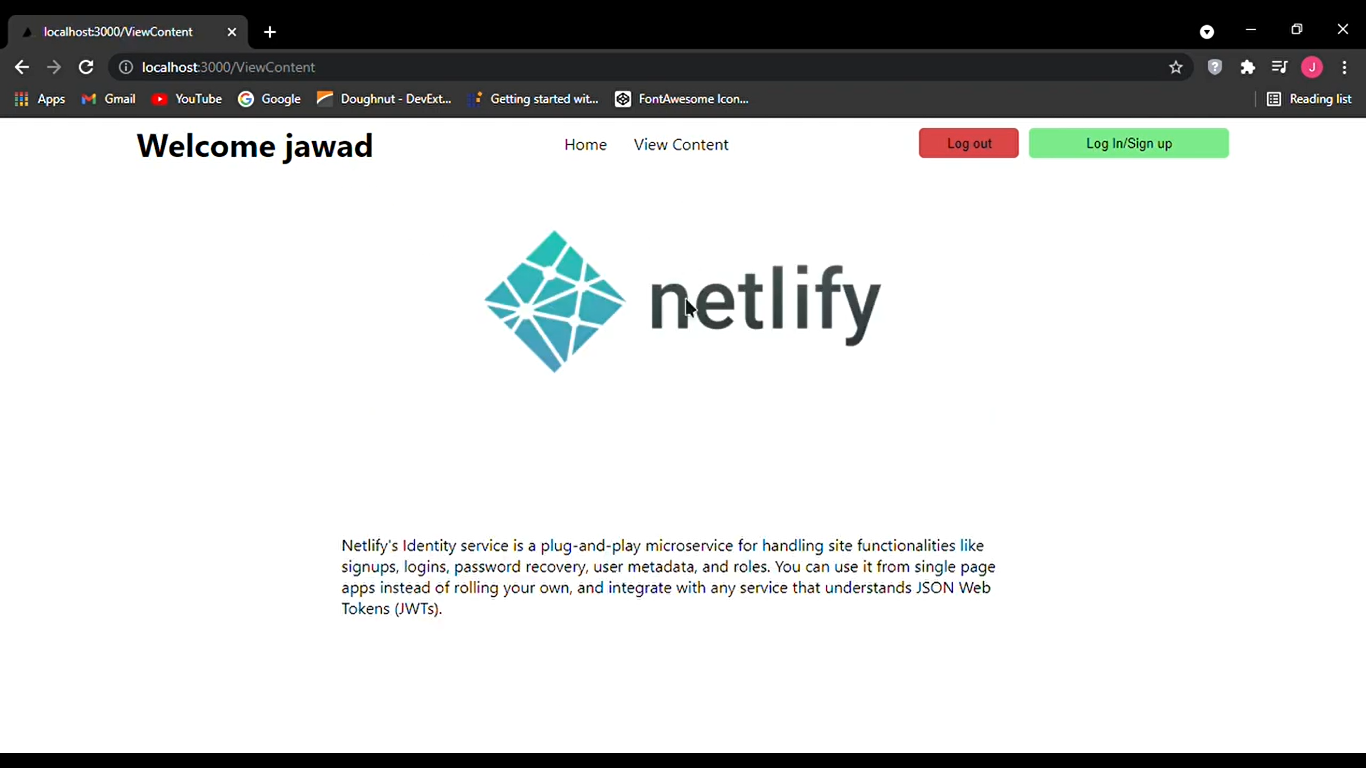 localhost:3000/ViewContent
localhost:3000/ViewContent
J
Apps Gmail YouTube Google Doughnut - DevExt... Getting started wit... FontAwesome Icon... Reading list
Welcome jawad Home View Content Log out Log In/Sign up
netlify
Netlify's Identity service is a plug-and-play microservice for handling site functionalities like
signups, logins, password recovery, user metadata, and roles. You can use it from single page
apps instead of rolling your own, and integrate with any service that understands JSON Web
Tokens (JWTs).